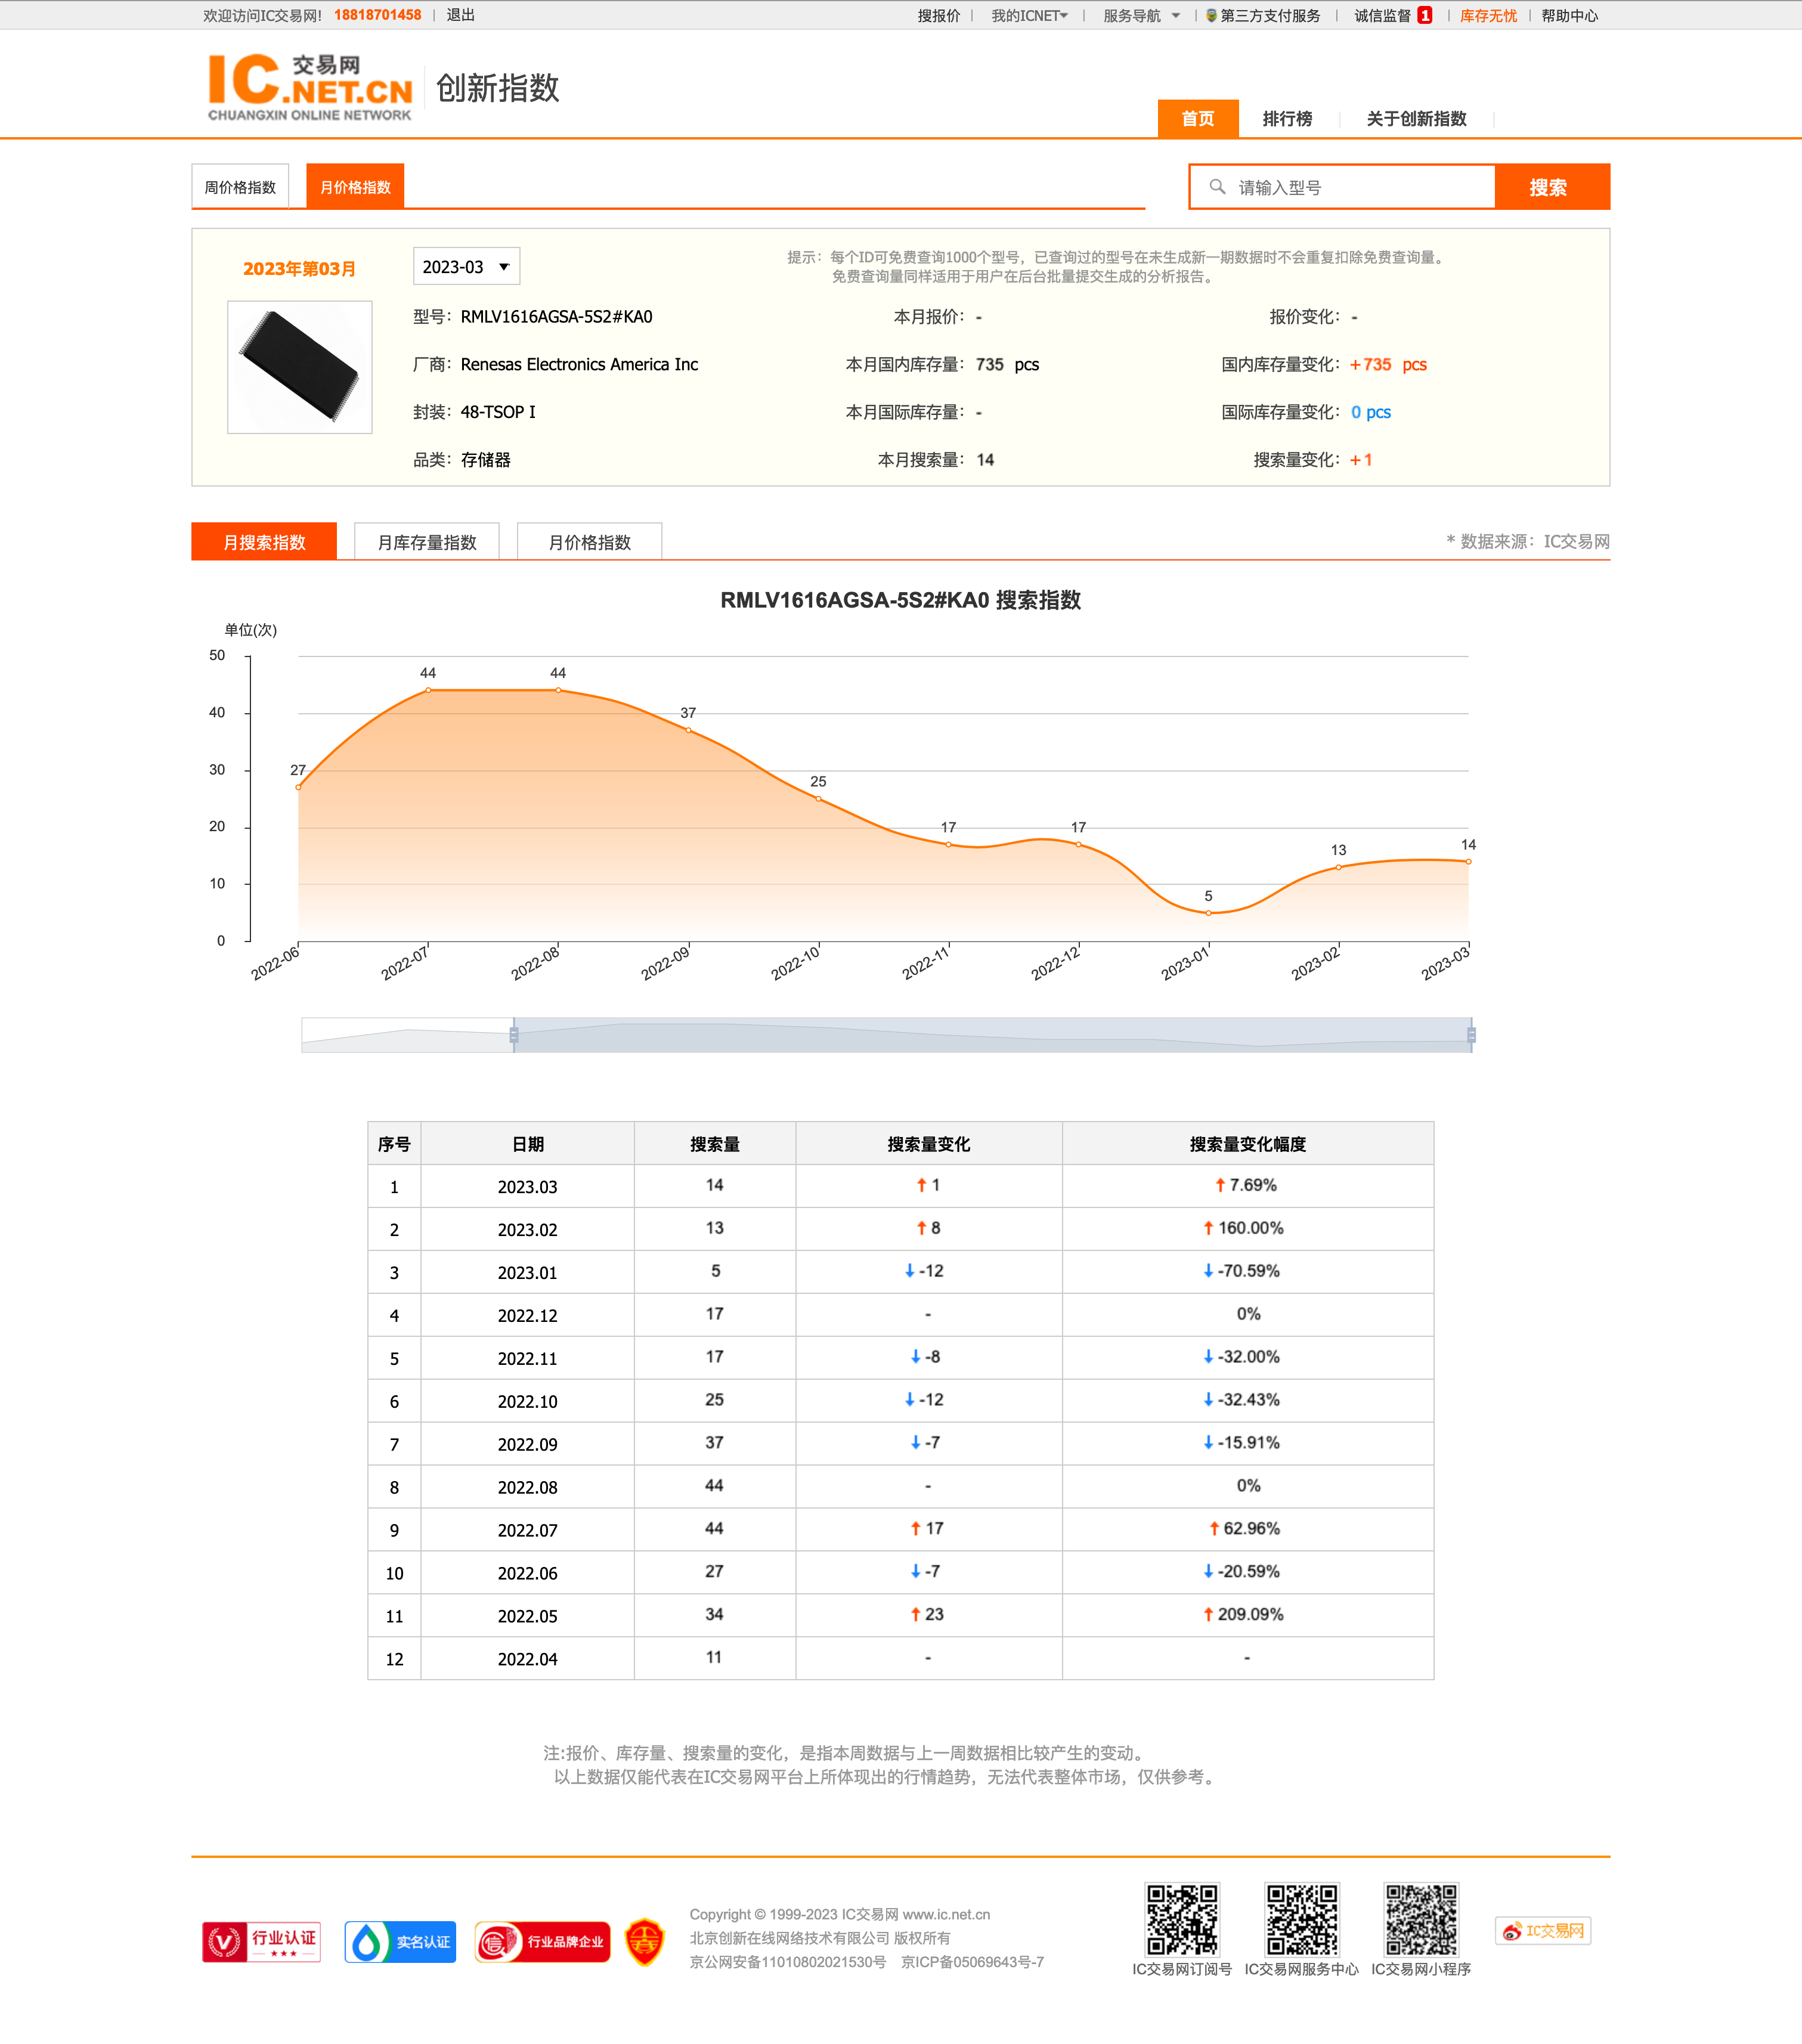 欢迎访问IC交易网! 18818701458 | 退出 搜报价 | 我的ICNET | 服务导航 | 第三方支付服务 | 诚信监督 1 | 库存无忧 | 帮助中心
IC交易网.NET.CN
CHUANGXIN ONLINE NETWORK
创新指数
首页 排行榜 关于创新指数
周价格指数 月价格指数 请输入型号 搜索
2023年第03月 2023-03
提示：每个ID可免费查询1000个型号，已查询过的型号在未生成新一期数据时不会重复扣除免费查询量。
免费查询量同样适用于用户在后台批量提交生成的分析报告。
型号：RMLV1616AGSA-5S2#KA0 本月报价：- 报价变化：-
厂商：Renesas Electronics America Inc 本月国内库存量：735 pcs 国内库存量变化：+735 pcs
封装：48-TSOP I 本月国际库存量：- 国际库存量变化：0 pcs
品类：存储器 本月搜索量：14 搜索量变化：+1
月搜索指数 月库存量指数 月价格指数 * 数据来源：IC交易网
RMLV1616AGSA-5S2#KA0 搜索指数
单位(次)
50
44 44
40 37
30 27
25
20 17 17
14
13
10
5
0
2022-06 2022-07 2022-08 2022-09 2022-10 2022-11 2022-12 2023-01 2023-02 2023-03
序号 日期 搜索量 搜索量变化 搜索量变化幅度
1 2023.03 14 ↑ 1 ↑ 7.69%
2 2023.02 13 ↑ 8 ↑ 160.00%
3 2023.01 5 ↓ -12 ↓ -70.59%
4 2022.12 17 - 0%
5 2022.11 17 ↓ -8 ↓ -32.00%
6 2022.10 25 ↓ -12 ↓ -32.43%
7 2022.09 37 ↓ -7 ↓ -15.91%
8 2022.08 44 - 0%
9 2022.07 44 ↑ 17 ↑ 62.96%
10 2022.06 27 ↓ -7 ↓ -20.59%
11 2022.05 34 ↑ 23 ↑ 209.09%
12 2022.04 11 - -
注:报价、库存量、搜索量的变化，是指本周数据与上一周数据相比较产生的变动。
以上数据仅能代表在IC交易网平台上所体现出的行情趋势，无法代表整体市场，仅供参考。
行业认证
实名认证
信 行业品牌企业
Copyright © 1999-2023 IC交易网 www.ic.net.cn
北京创新在线网络技术有限公司 版权所有
京公网安备11010802021530号 京ICP备05069643号-7
IC交易网订阅号 IC交易网服务中心 IC交易网小程序
IC交易网